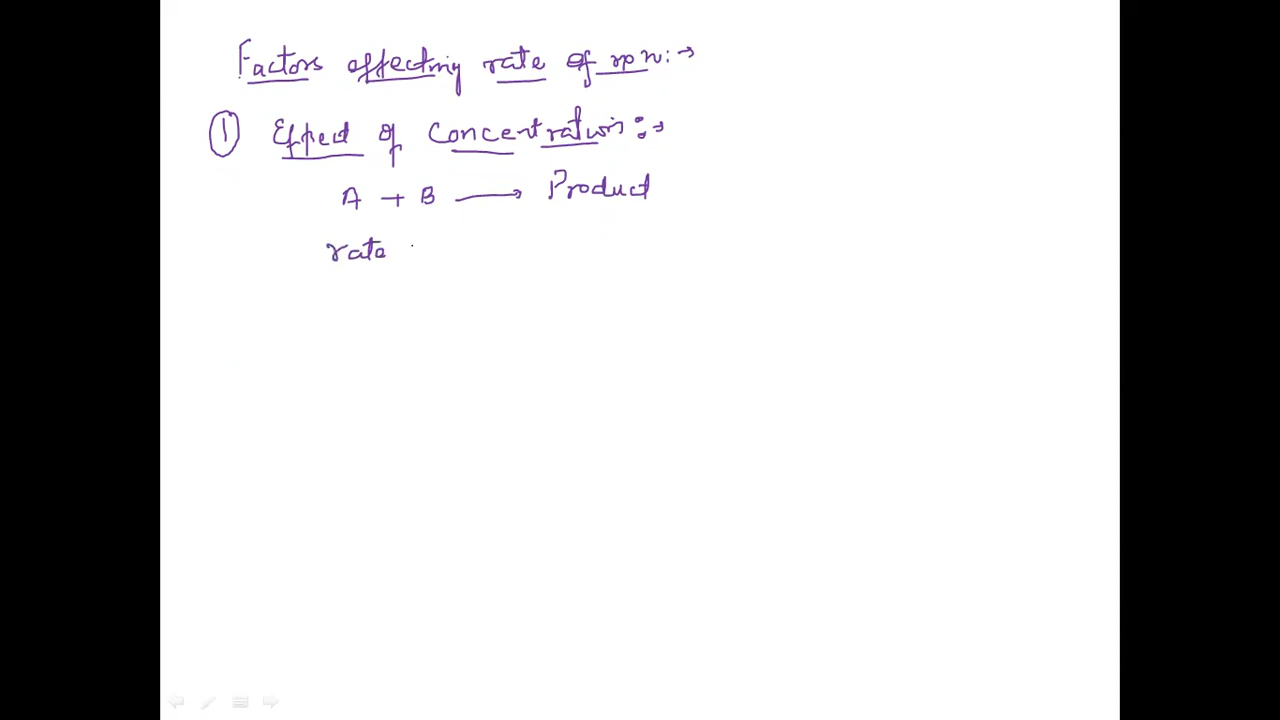 Factors affecting rate of rxn:→
① Effect of Concentration:→
A + B ⟶ Product
rate